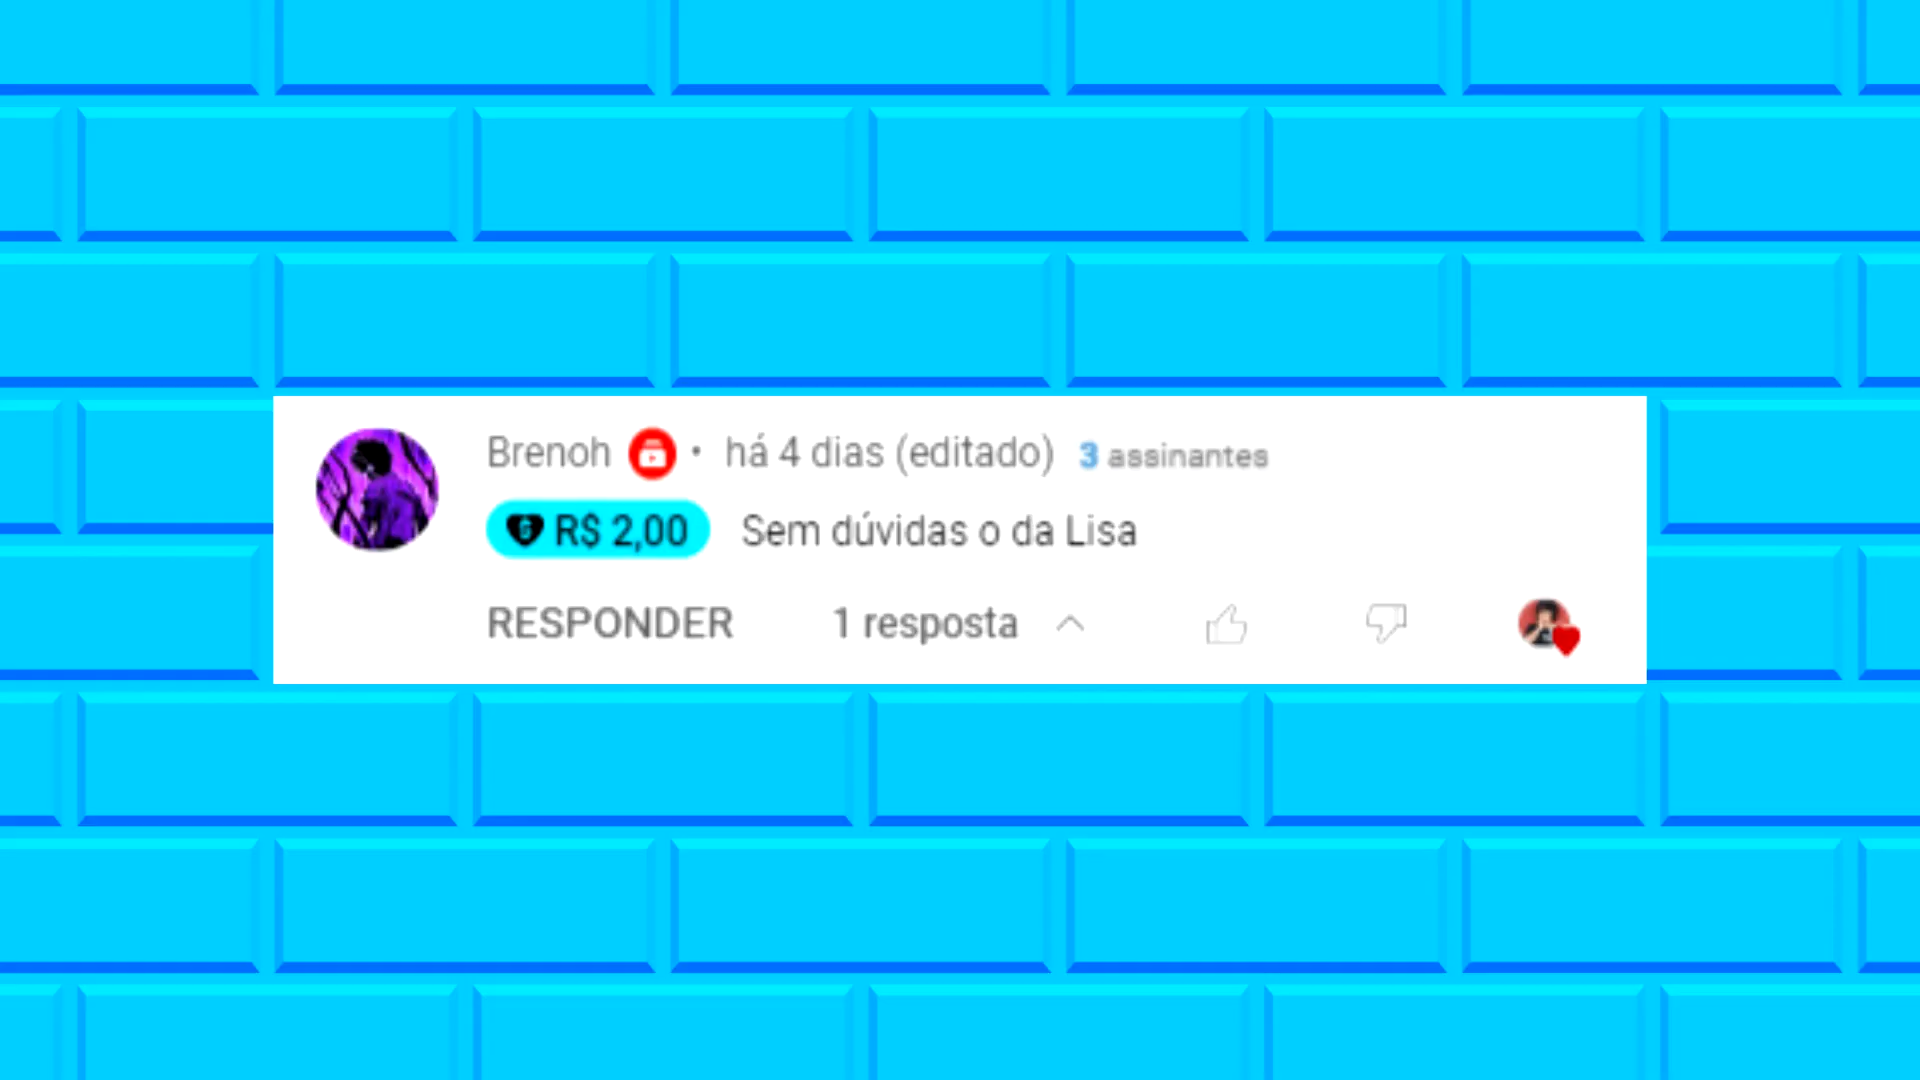 Brenoh • há 4 dias (editado) 3 assinantes
R$ 2,00 Sem dúvidas o da Lisa
RESPONDER 1 resposta